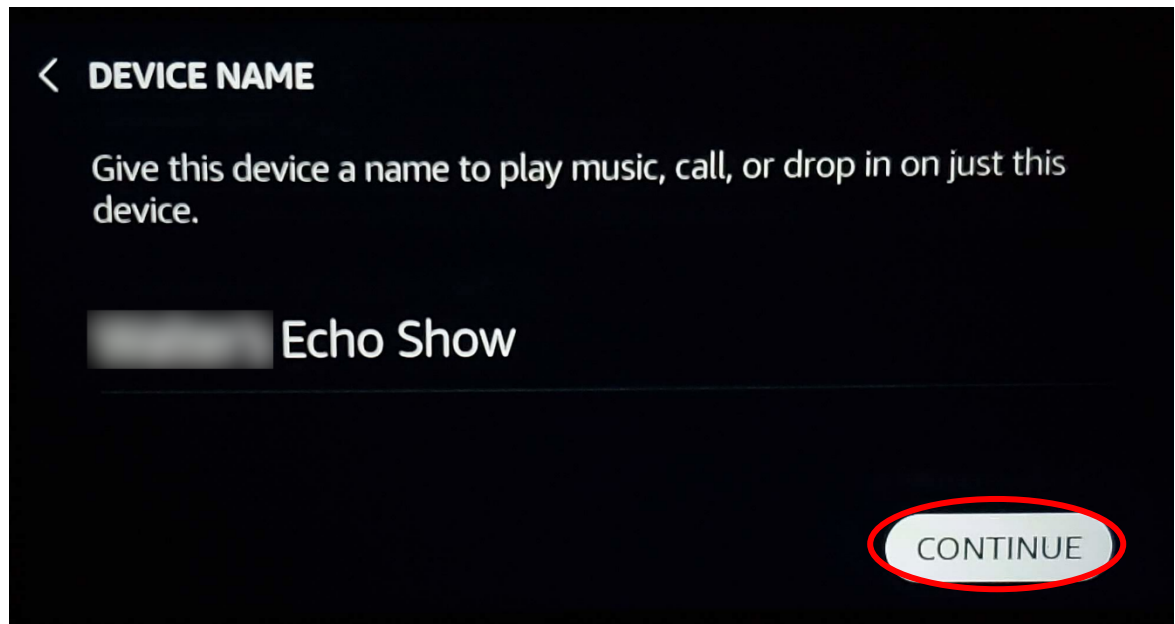 DEVICE NAME
Give this device a name to play music, call, or drop in on just this
device.
Echo Show
CONTINUE